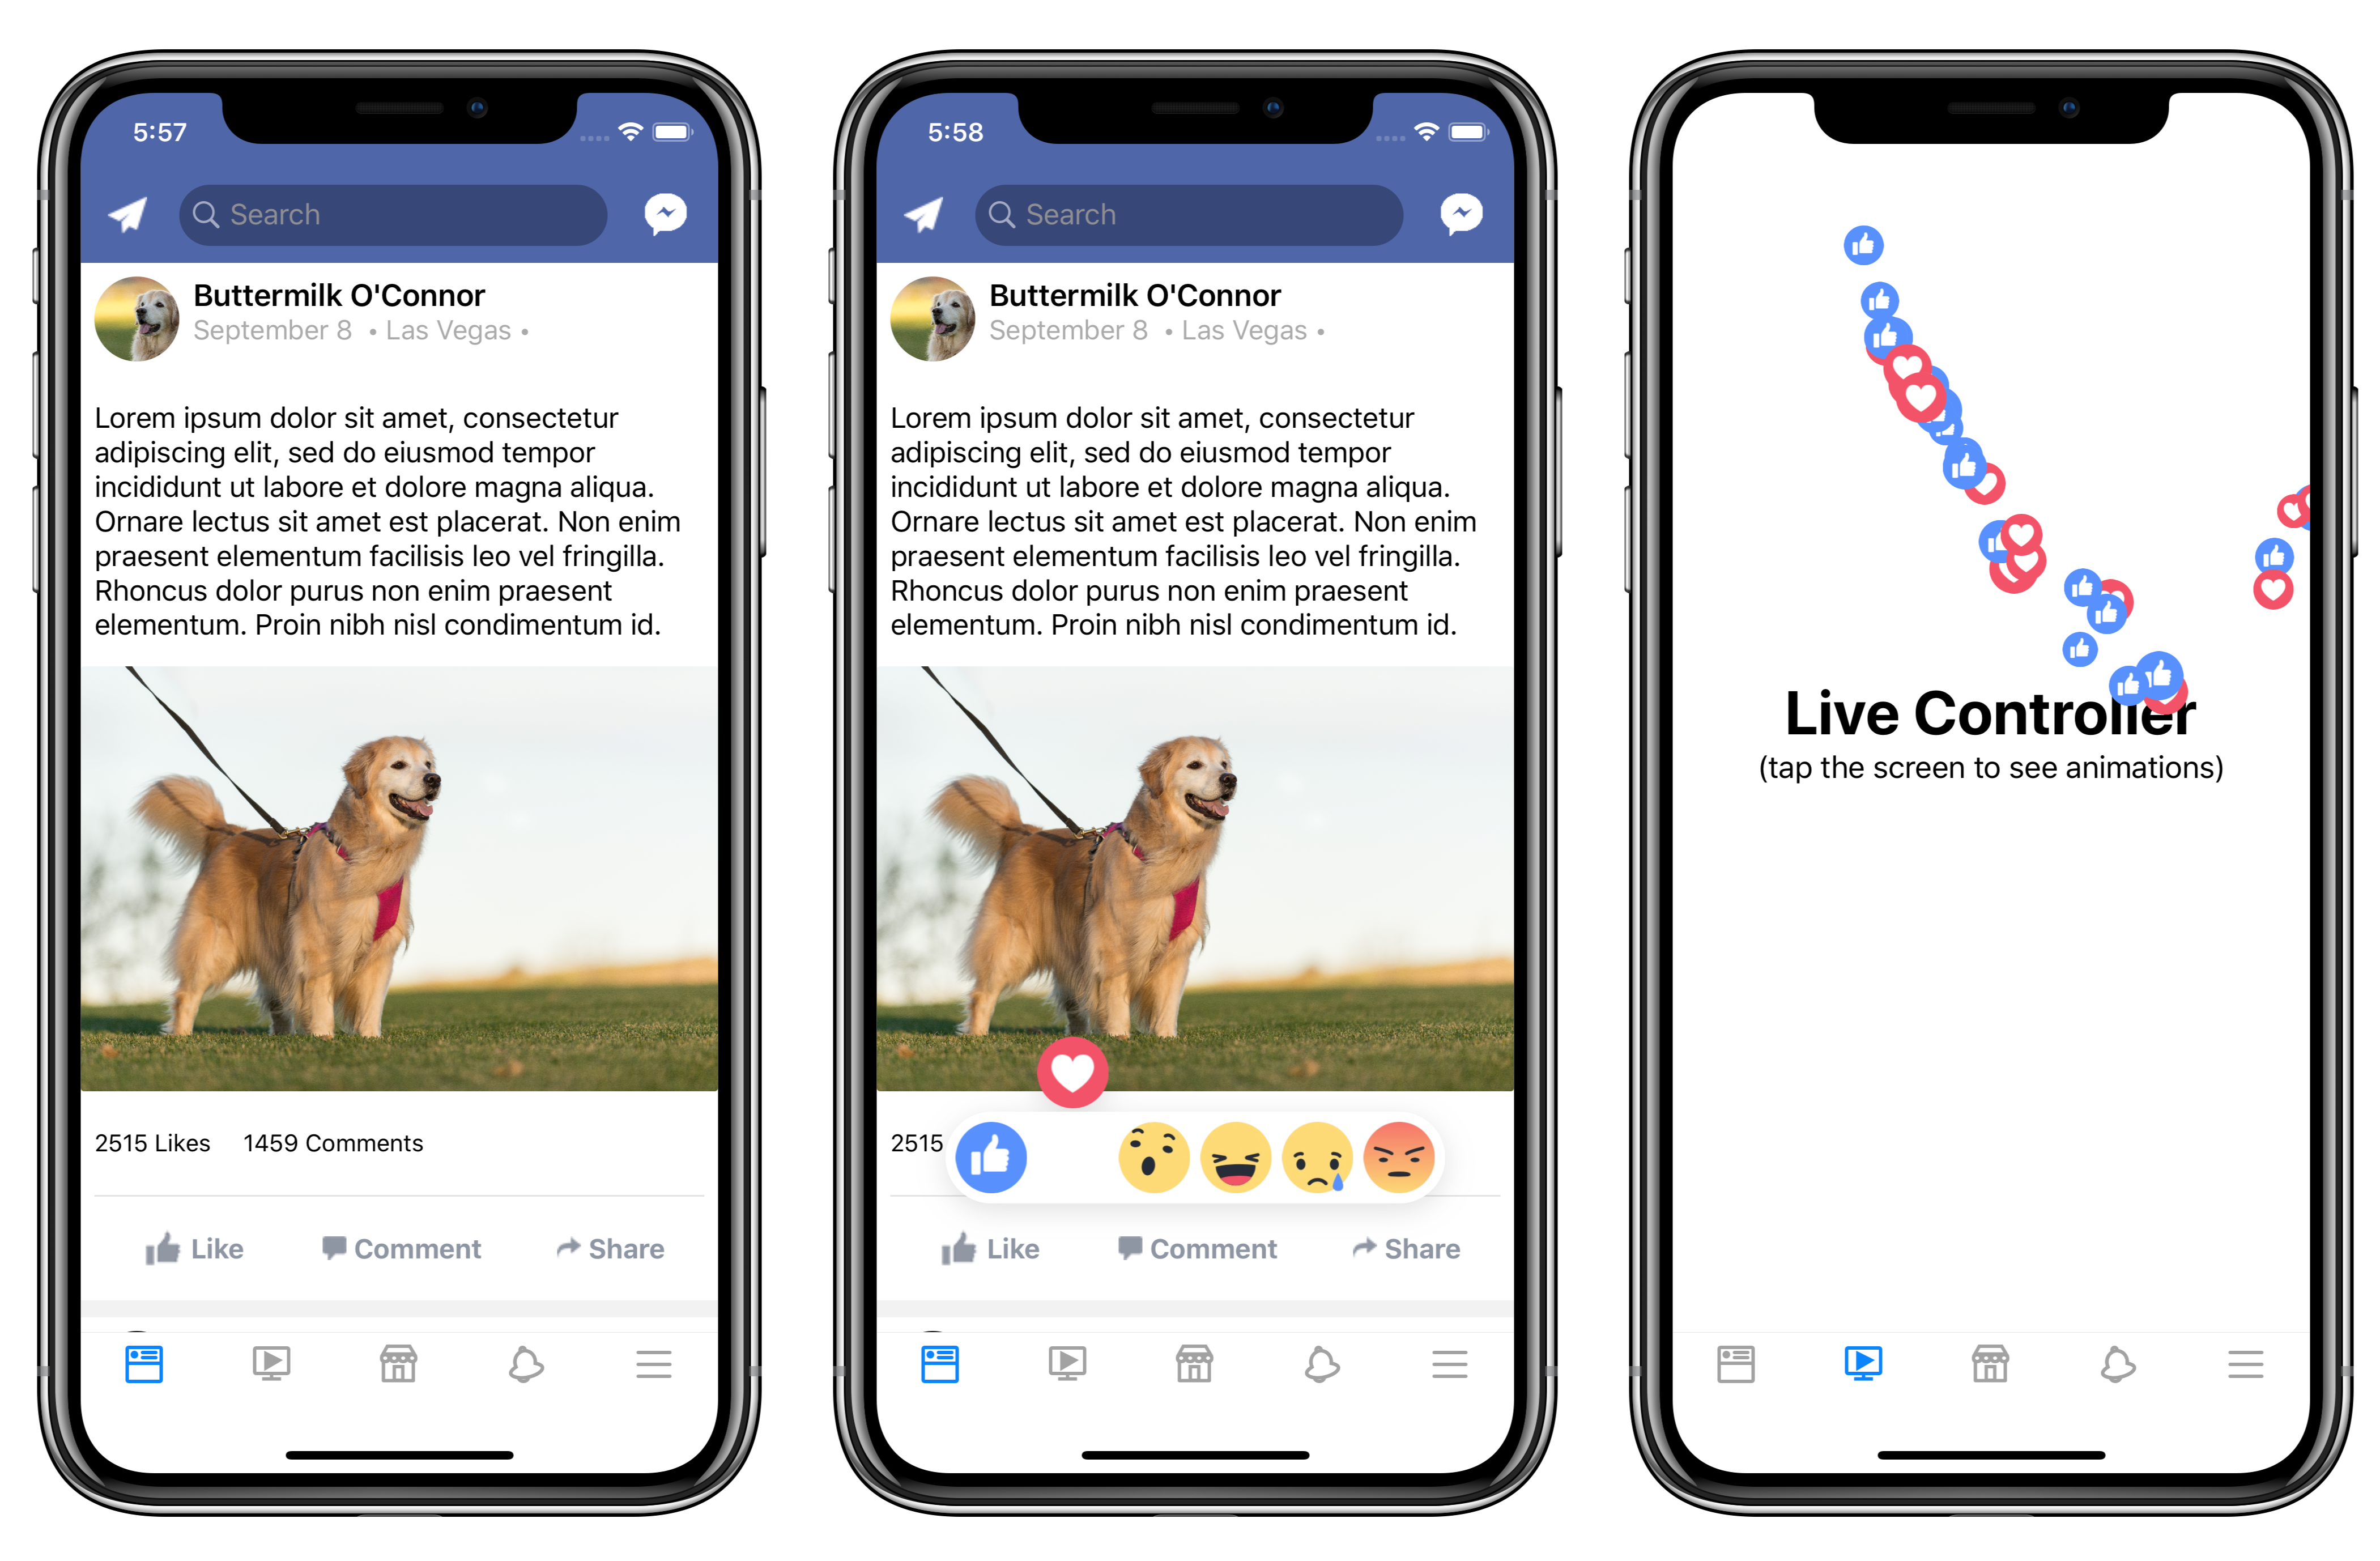 5:57
Search
Buttermilk O'Connor
September 8 • Las Vegas •
Lorem ipsum dolor sit amet, consectetur
adipiscing elit, sed do eiusmod tempor
incididunt ut labore et dolore magna aliqua.
Ornare lectus sit amet est placerat. Non enim
praesent elementum facilisis leo vel fringilla.
Rhoncus dolor purus non enim praesent
elementum. Proin nibh nisl condimentum id.
2515 Likes 1459 Comments
Like Comment Share
5:58
Search
Buttermilk O'Connor
September 8 • Las Vegas •
Lorem ipsum dolor sit amet, consectetur
adipiscing elit, sed do eiusmod tempor
incididunt ut labore et dolore magna aliqua.
Ornare lectus sit amet est placerat. Non enim
praesent elementum facilisis leo vel fringilla.
Rhoncus dolor purus non enim praesent
elementum. Proin nibh nisl condimentum id.
2515
Like Comment Share
Live Controller
(tap the screen to see animations)